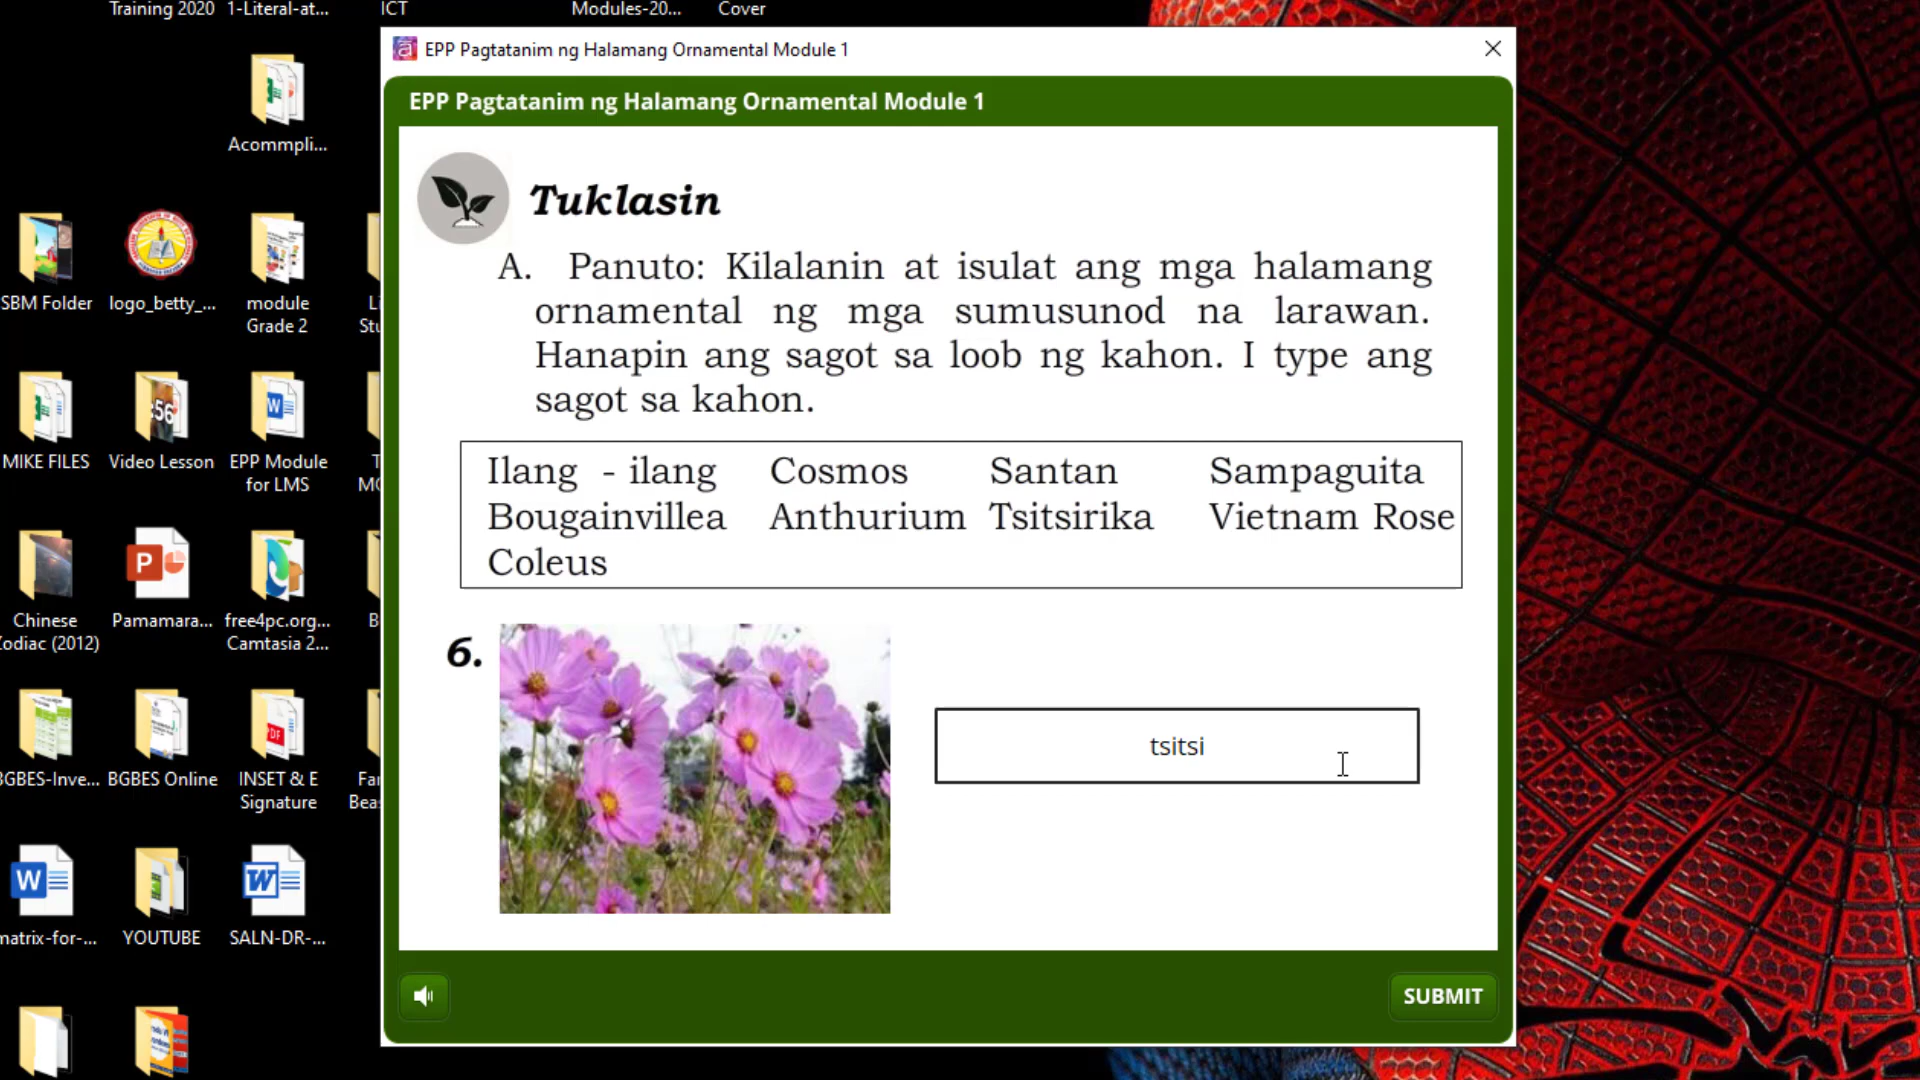 Training 2020 1-Literal-at... ICT Modules-20... Cover
EPP Pagtatanim ng Halamang Ornamental Module 1
EPP Pagtatanim ng Halamang Ornamental Module 1
Acommpli...
Tuklasin
A. Panuto: Kilalanin at isulat ang mga halamang
ornamental ng mga sumusunod na larawan.
Hanapin ang sagot sa loob ng kahon. I type ang
sagot sa kahon.
SBM Folder logo_betty_... module
Grade 2
MIKE FILES Video Lesson EPP Module
for LMS
Ilang - ilang Cosmos Santan Sampaguita
Bougainvillea Anthurium Tsitsirika Vietnam Rose
Coleus
Chinese Pamamara... free4pc.org...
Zodiac (2012) Camtasia 2...
6.
tsitsi
BGBES-Inve... BGBES Online INSET & E
Signature
matrix-for-... YOUTUBE SALN-DR-...
SUBMIT